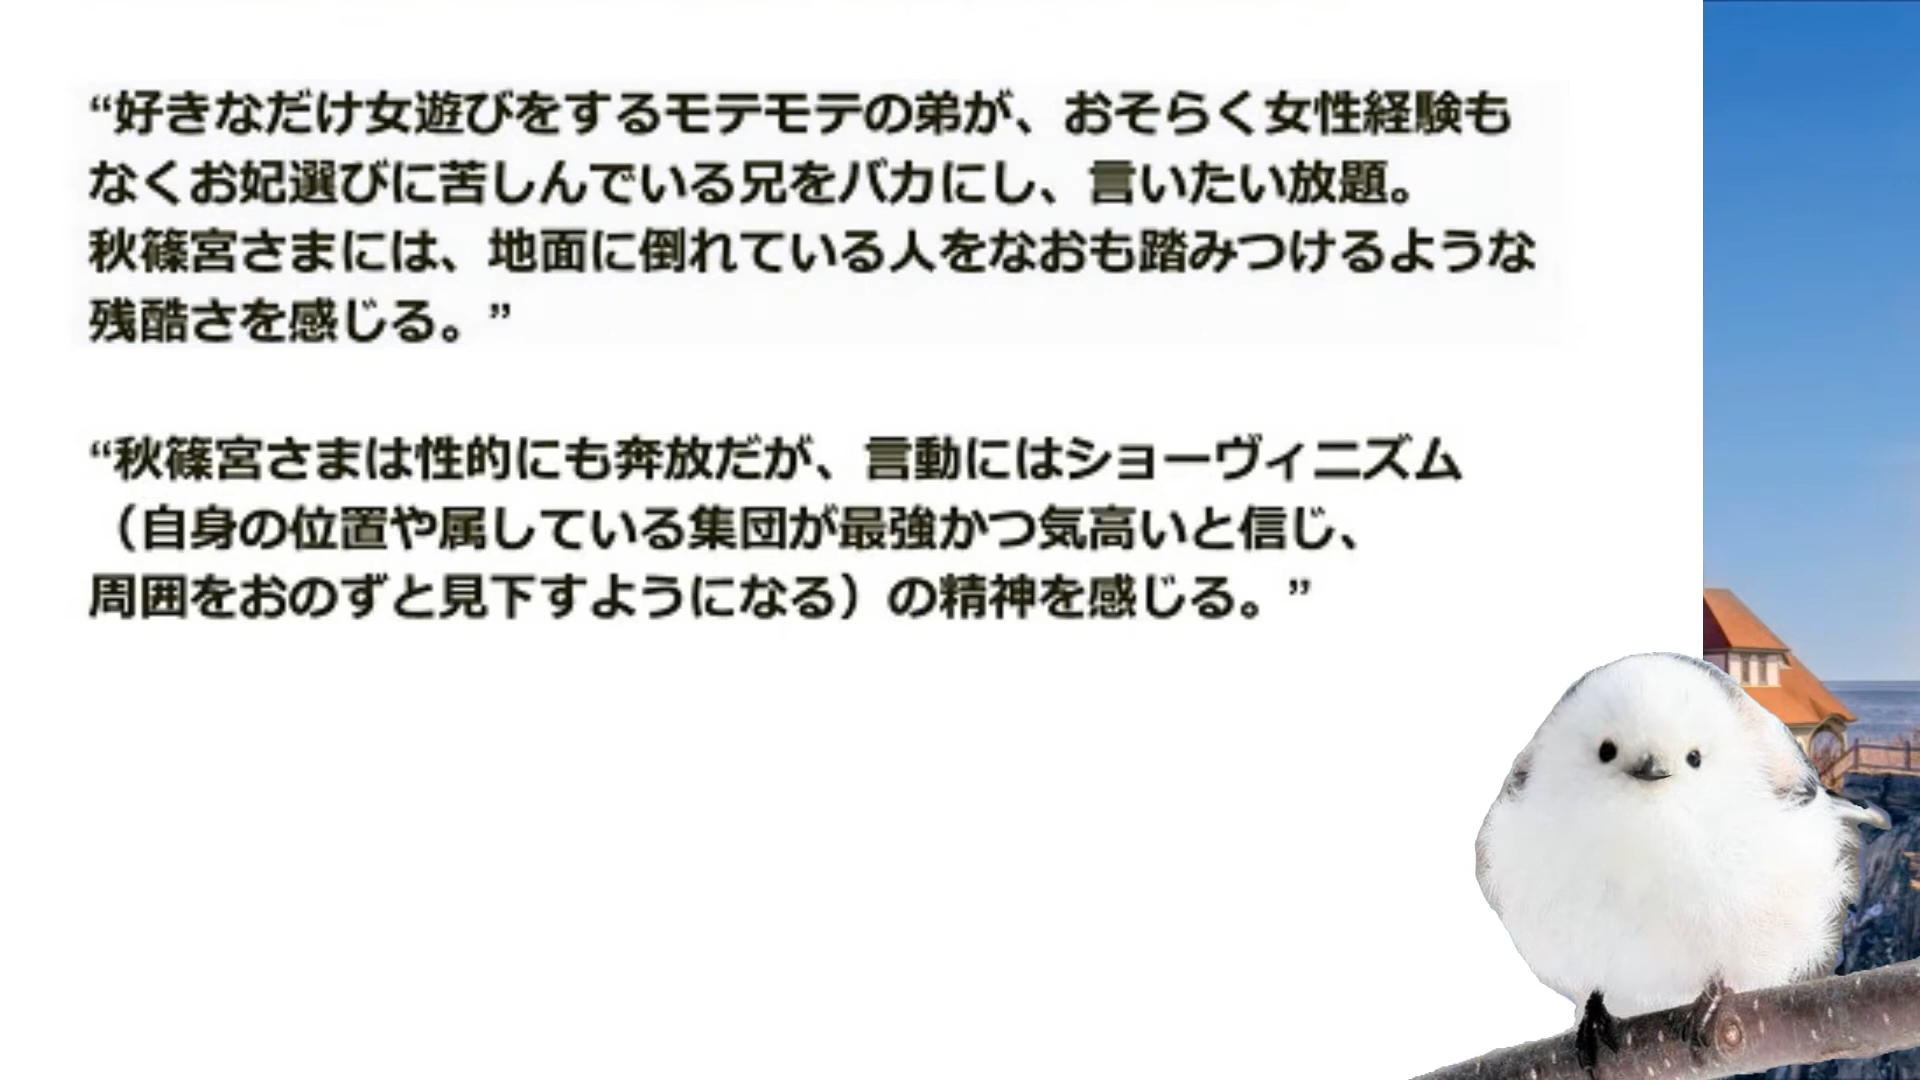 “好きなだけ女遊びをするモテモテの弟が、おそらく女性経験も
なくお妃選びに苦しんでいる兄をバカにし、言いたい放題。
秋篠宮さまには、地面に倒れている人をなおも踏みつけるような
残酷さを感じる。”
“秋篠宮さまは性的にも奔放だが、言動にはショーヴィニズム
（自身の位置や属している集団が最強かつ気高いと信じ、
周囲をおのずと見下すようになる）の精神を感じる。”